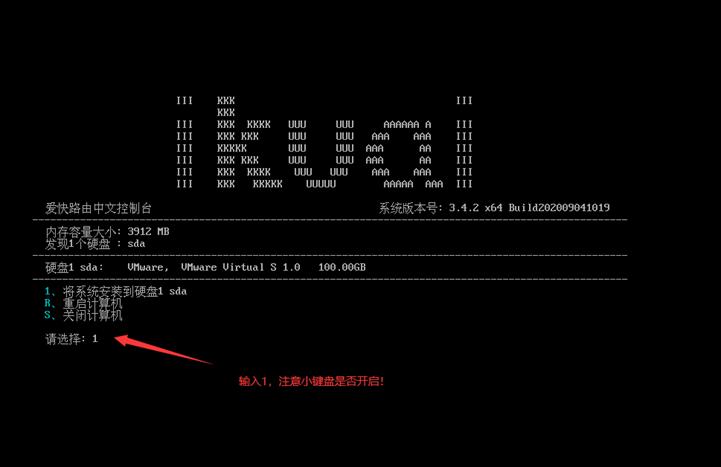 III    KKK                                     III
       KKK
III    KKK  KKKK   UUU     UUU     AAAAAA A    III
III    KKK KKK     UUU     UUU   AAA    AAA    III
III    KKKKK       UUU     UUU  AAA      AA    III
III    KKK KKK     UUU     UUU  AAA      AA    III
III    KKK  KKKK    UUU   UUU    AAA    AAA    III
III    KKK   KKKKK    UUUUU        AAAAA  AAA  III
爱快路由中文控制台 系统版本号: 3.4.2 x64 Build202009041019
内存容量大小: 3912 MB
发现1个硬盘 : sda
硬盘1 sda: VMware, VMware Virtual S 1.0 100.00GB
1、将系统安装到硬盘1 sda
R、重启计算机
S、关闭计算机
请选择: 1
输入1，注意小键盘是否开启!